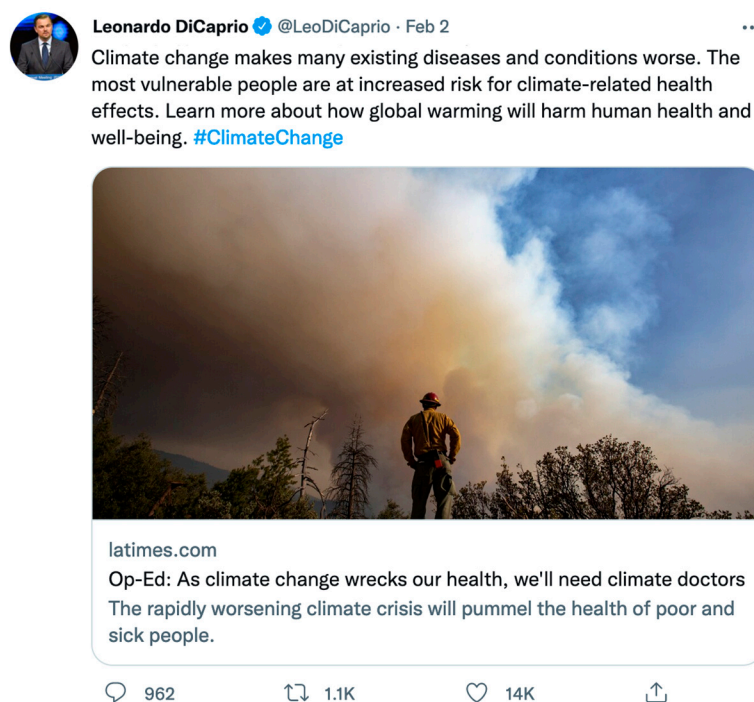 Leonardo DiCaprio @LeoDiCaprio · Feb 2
Climate change makes many existing diseases and conditions worse. The
most vulnerable people are at increased risk for climate-related health
effects. Learn more about how global warming will harm human health and
well-being. #ClimateChange
latimes.com
Op-Ed: As climate change wrecks our health, we'll need climate doctors
The rapidly worsening climate crisis will pummel the health of poor and
sick people.
962 1.1K 14K